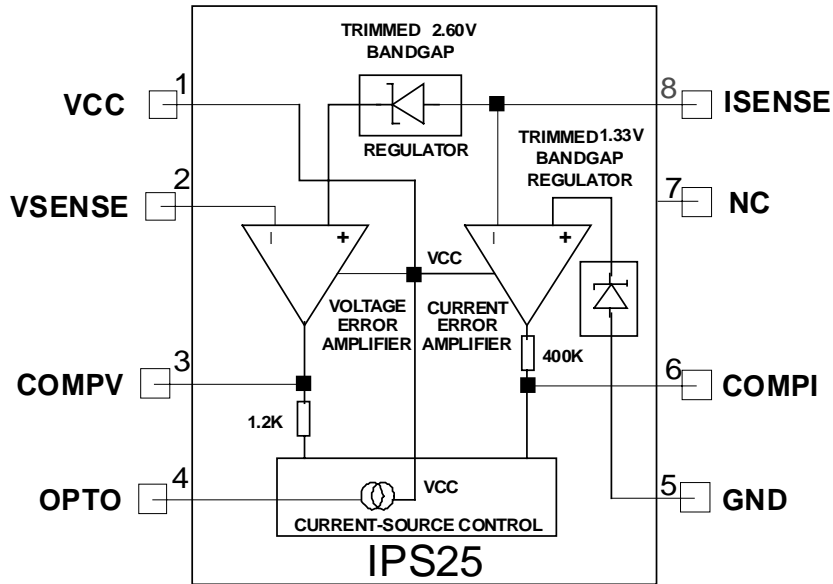 TRIMMED 2.60V
BANDGAP
REGULATOR
1
VCC
8
ISENSE
TRIMMED 1.33V
BANDGAP
REGULATOR
2
VSENSE
7
NC
I
+
I
+
VCC
VOLTAGE
ERROR
AMPLIFIER
CURRENT
ERROR
AMPLIFIER
400K
3
COMPV
6
COMPI
1.2K
4
OPTO
VCC
5
GND
CURRENT-SOURCE CONTROL
IPS25